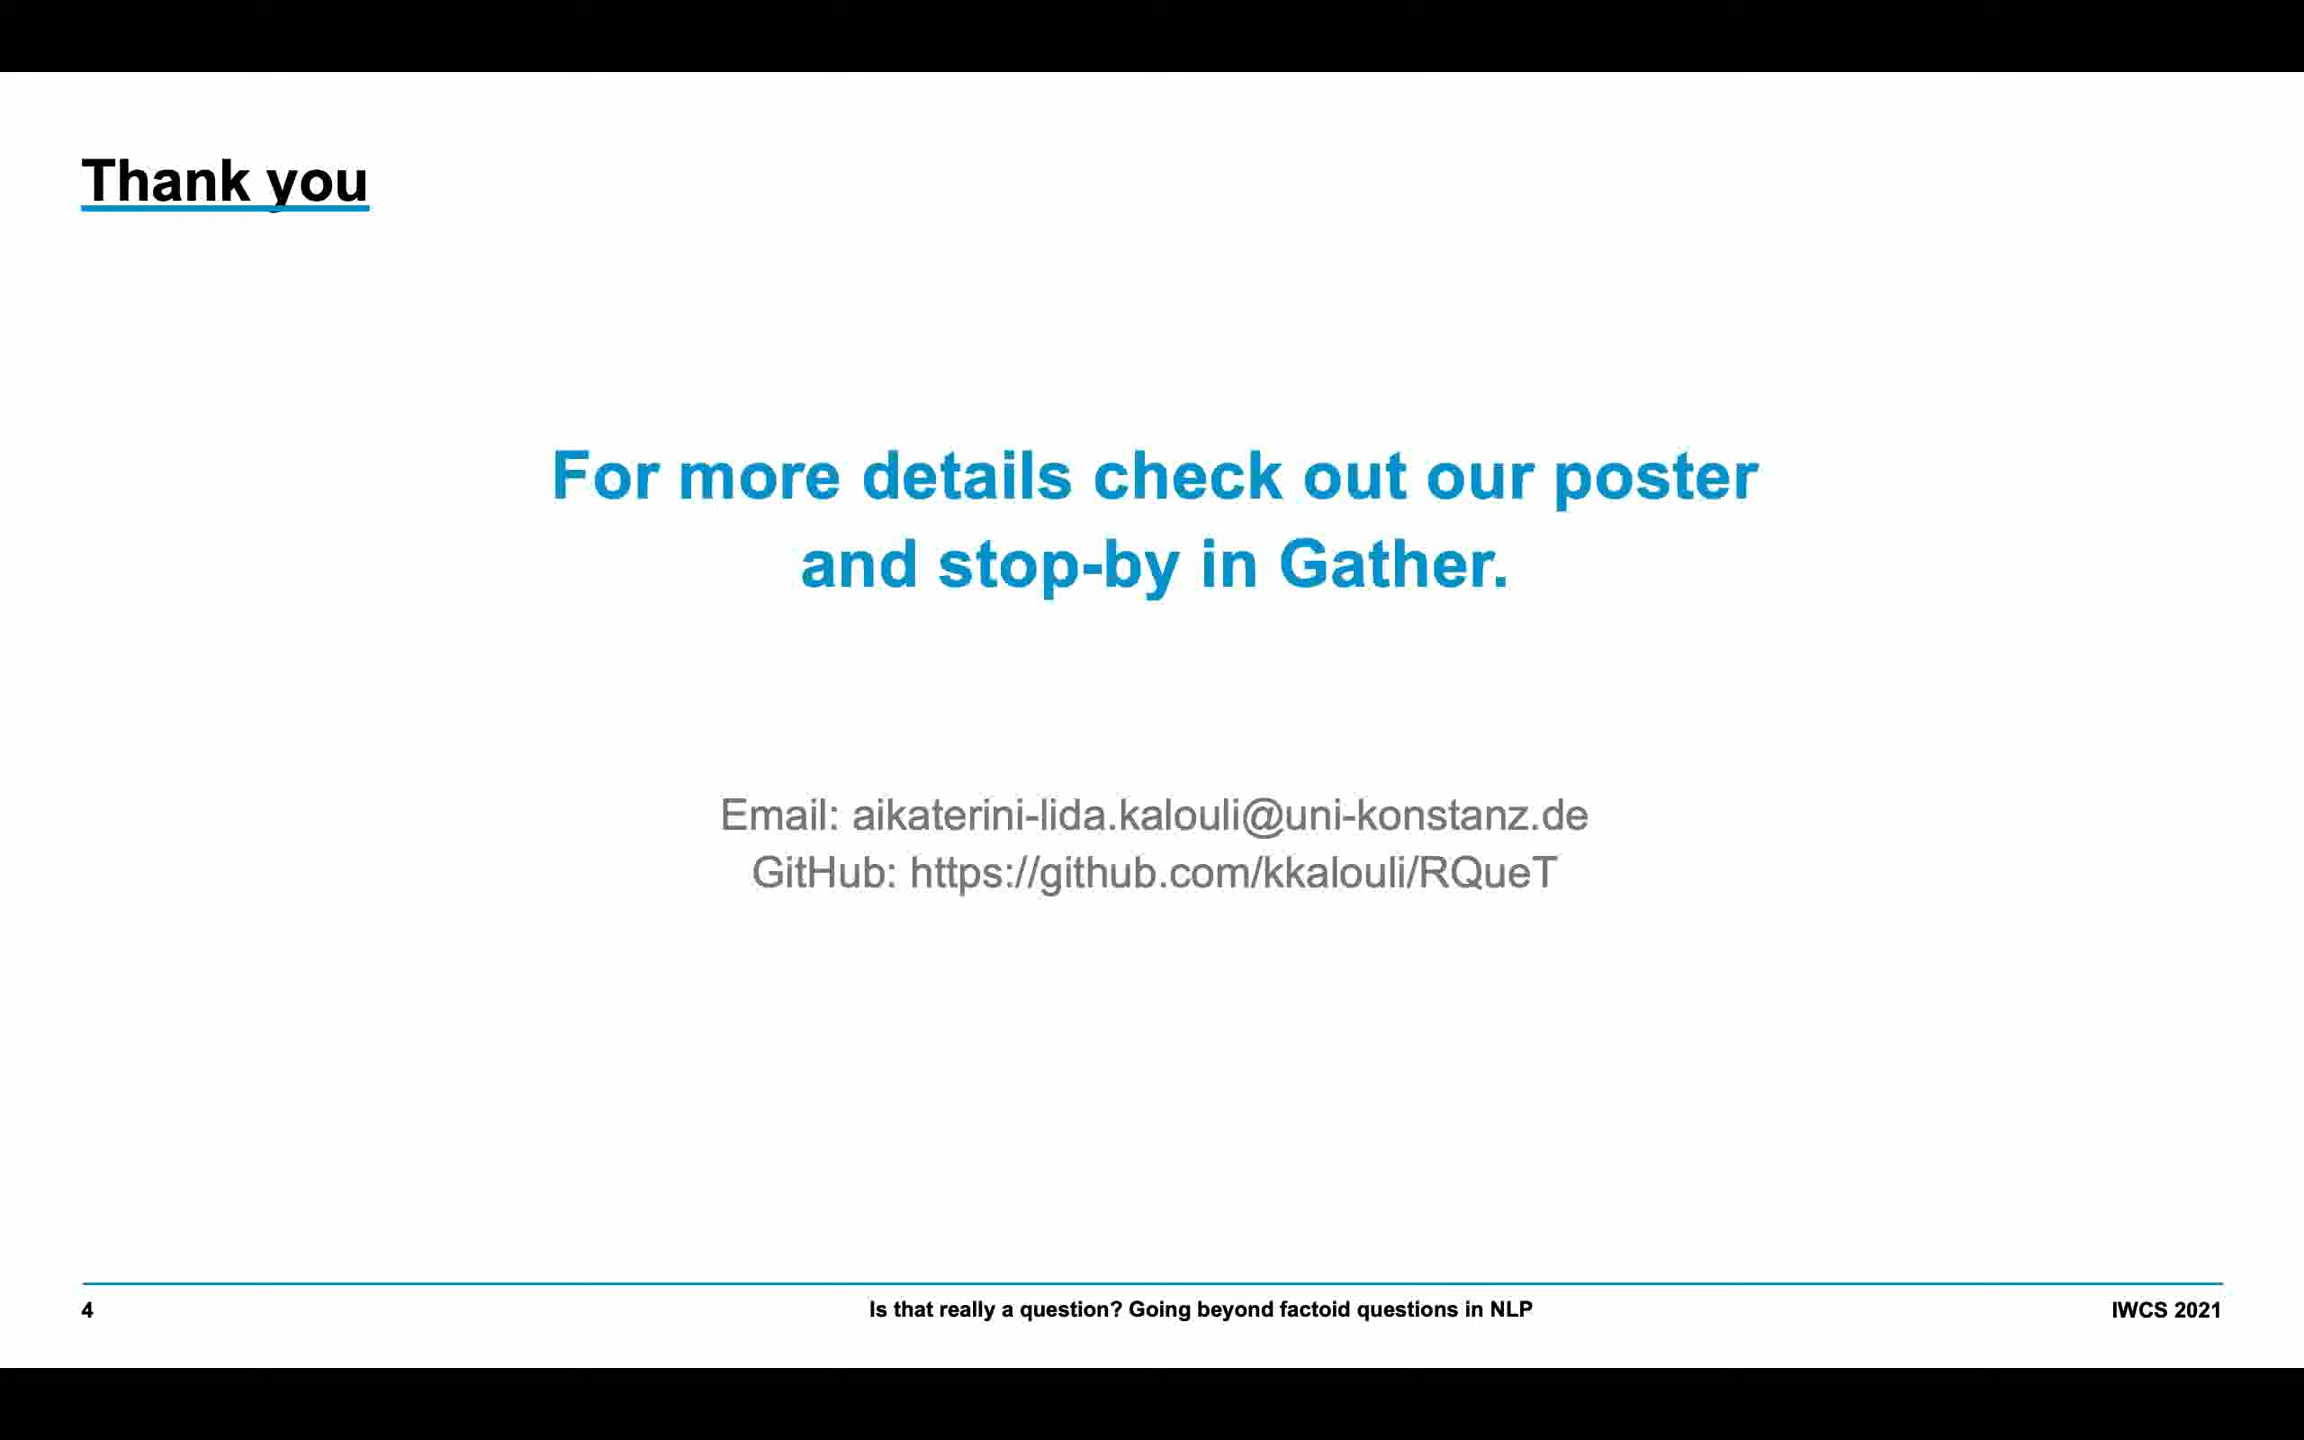 Thank you
For more details check out our poster
and stop-by in Gather.
Email: aikaterini-lida.kalouli@uni-konstanz.de
GitHub: https://github.com/kkalouli/RQueT
4
Is that really a question? Going beyond factoid questions in NLP
IWCS 2021